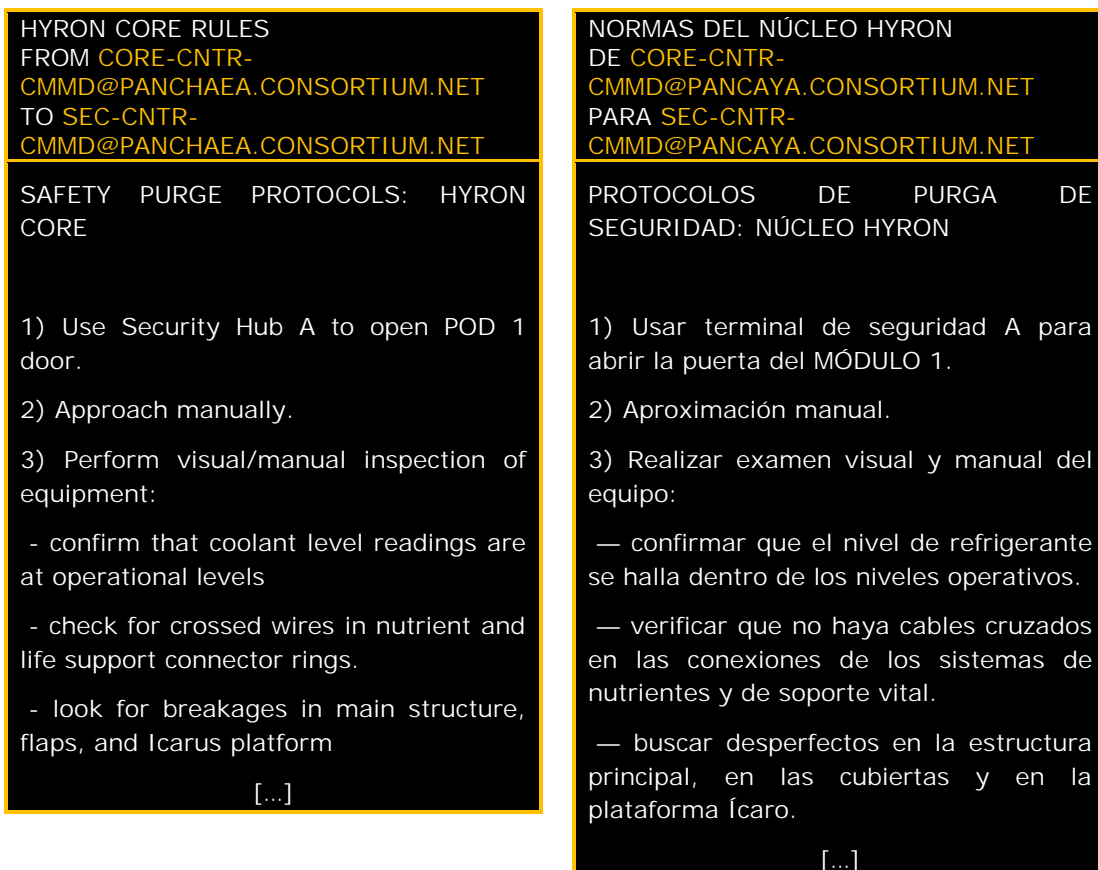 HYRON CORE RULES
FROM CORE-CNTR-
CMMD@PANCHAEA.CONSORTIUM.NET
TO SEC-CNTR-
CMMD@PANCHAEA.CONSORTIUM.NET
SAFETY PURGE PROTOCOLS: HYRON
CORE
1) Use Security Hub A to open POD 1
door.
2) Approach manually.
3) Perform visual/manual inspection of
equipment:
- confirm that coolant level readings are
at operational levels
- check for crossed wires in nutrient and
life support connector rings.
- look for breakages in main structure,
flaps, and Icarus platform
[…]
NORMAS DEL NÚCLEO HYRON
DE CORE-CNTR-
CMMD@PANCAYA.CONSORTIUM.NET
PARA SEC-CNTR-
CMMD@PANCAYA.CONSORTIUM.NET
PROTOCOLOS DE PURGA DE
SEGURIDAD: NÚCLEO HYRON
1) Usar terminal de seguridad A para
abrir la puerta del MÓDULO 1.
2) Aproximación manual.
3) Realizar examen visual y manual del
equipo:
— confirmar que el nivel de refrigerante
se halla dentro de los niveles operativos.
— verificar que no haya cables cruzados
en las conexiones de los sistemas de
nutrientes y de soporte vital.
— buscar desperfectos en la estructura
principal, en las cubiertas y en la
plataforma Ícaro.
[…]